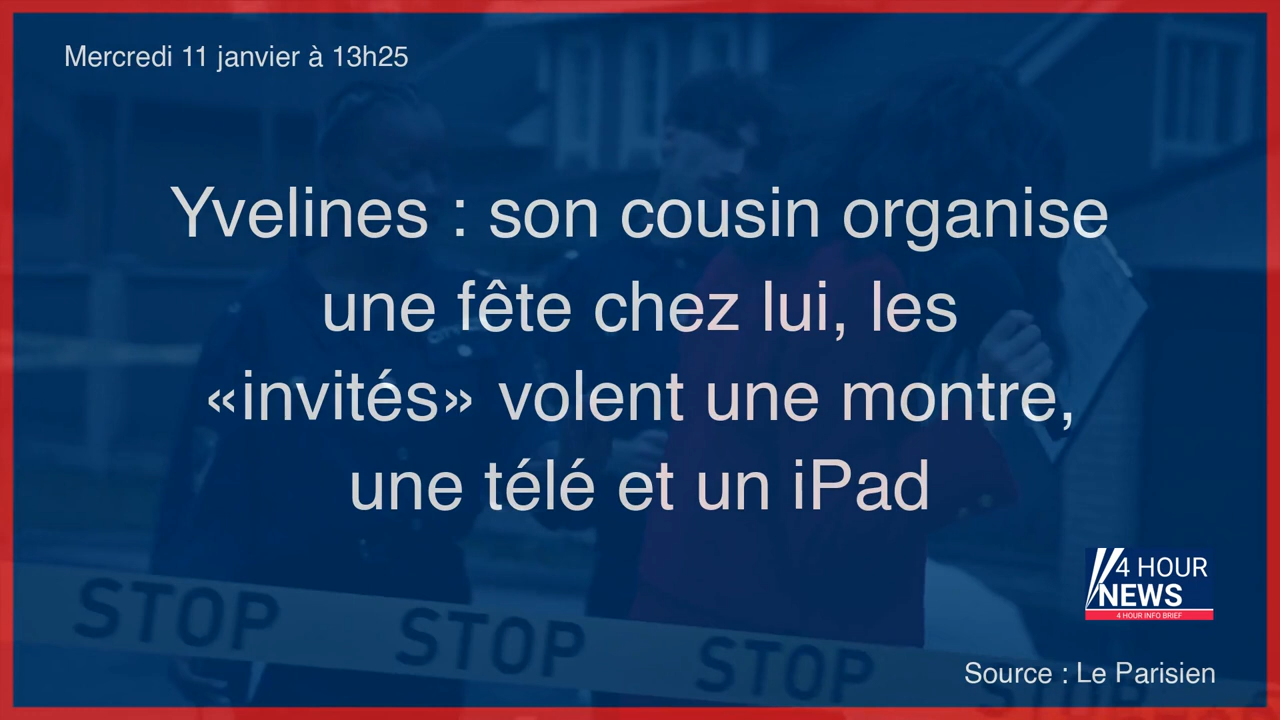 Mercredi 11 janvier à 13h25
Yvelines : son cousin organise
une fête chez lui, les
«invités» volent une montre,
une télé et un iPad
4 HOUR
NEWS
4 HOUR INFO BRIEF
STOP STOP STOP STOP
Source : Le Parisien